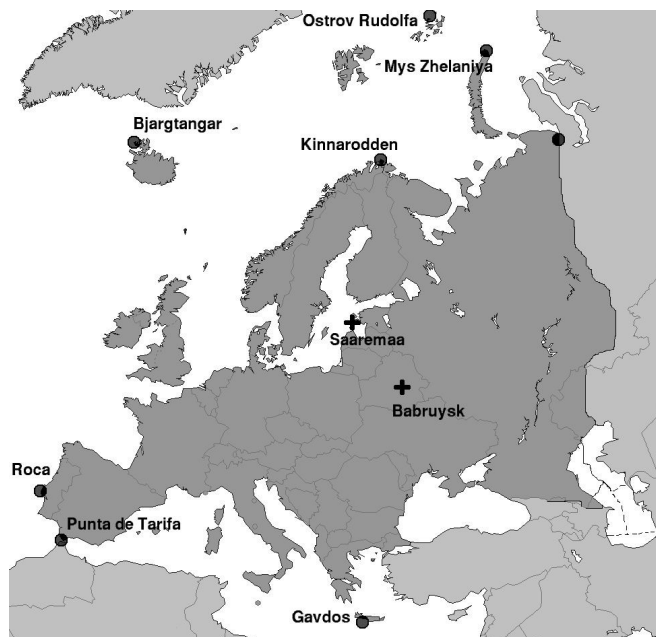 Ostrov Rudolfa
Mys Zhelaniya
Bjargtangar
Kinnarodden
Saaremaa
Babruysk
Roca
Punta de Tarifa
Gavdos